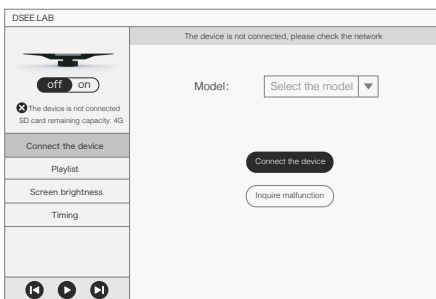 DSEE.LAB
The device is not connected, please check the network
off on
The device is not connected
SD card remaining capacity: 4G
Model:
Select the model
Connect the device
Playlist
Screen brightness
Timing
Connect the device
Inquire malfunction